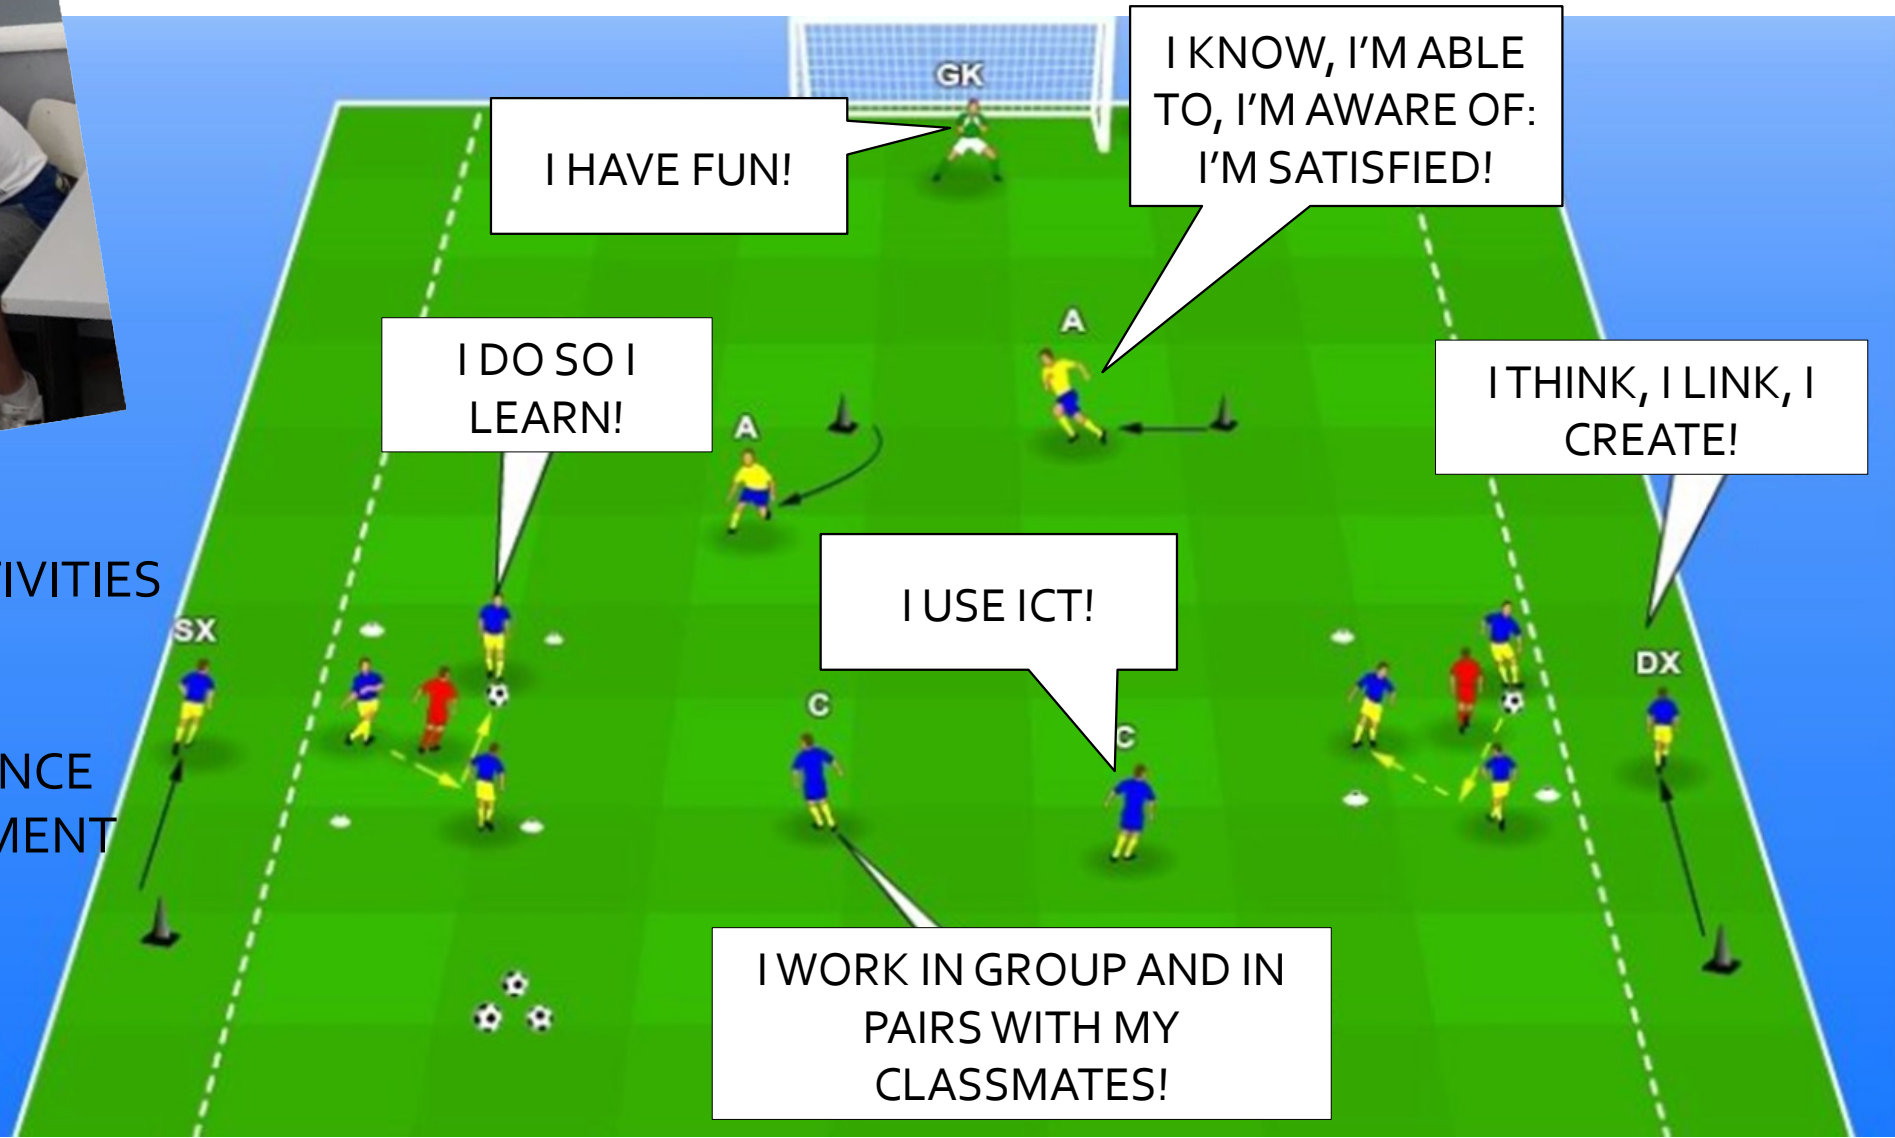 GK
I KNOW, I'M ABLE
TO, I'M AWARE OF:
I'M SATISFIED!
I HAVE FUN!
A
I DO SO I
LEARN!
I THINK, I LINK, I
CREATE!
A
TIVITIES
I USE ICT!
SX
DX
C
C
NCE
MENT
I WORK IN GROUP AND IN
PAIRS WITH MY
CLASSMATES!